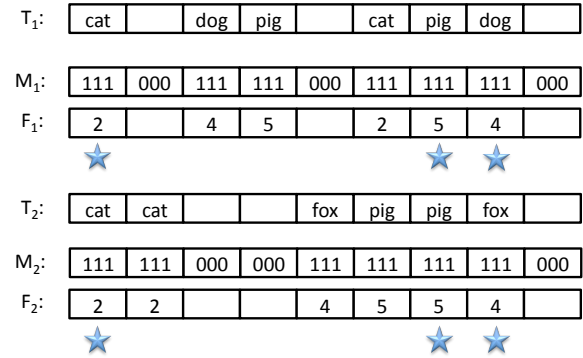 T1: cat dog pig cat pig dog
M1: 111 000 111 111 000 111 111 111 000
F1: 2 4 5 2 5 4
T2: cat cat fox pig pig fox
M2: 111 111 000 000 111 111 111 111 000
F2: 2 2 4 5 5 4